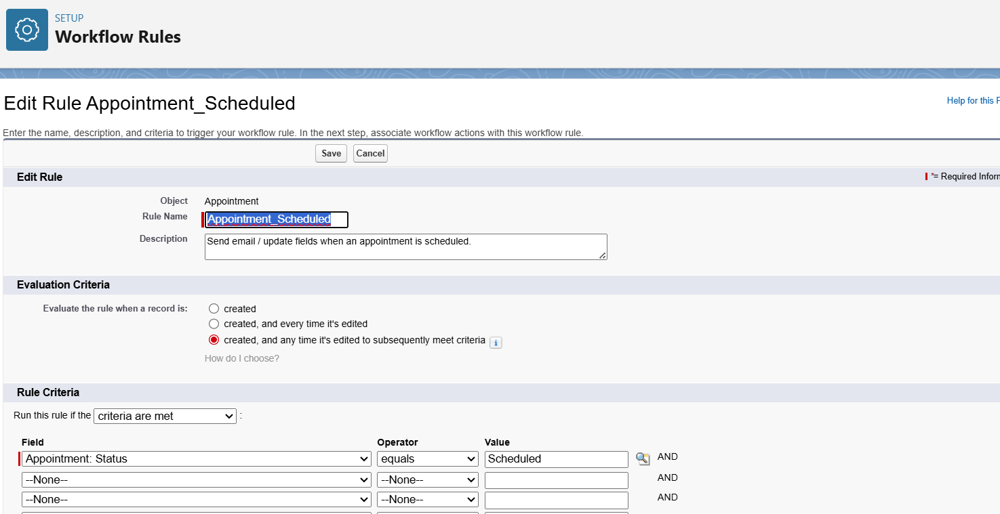 SETUP
Workflow Rules
Edit Rule Appointment_Scheduled
Help for this P
Enter the name, description, and criteria to trigger your workflow rule. In the next step, associate workflow actions with this workflow rule.
Save Cancel
Edit Rule
*= Required Inform
Object Appointment
Rule Name Appointment_Scheduled
Description Send email / update fields when an appointment is scheduled.
Evaluation Criteria
Evaluate the rule when a record is: created
created, and every time it's edited
created, and any time it's edited to subsequently meet criteria i
How do I choose?
Rule Criteria
Run this rule if the criteria are met :
Field Operator Value
Appointment: Status equals Scheduled AND
--None-- --None-- AND
--None-- --None-- AND